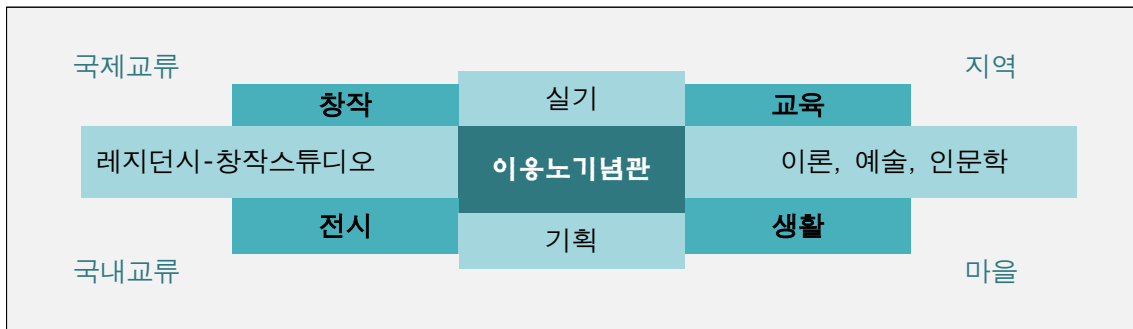 국제교류 지역
창작 실기 교육
레지던시-창작스튜디오 이응노기념관 이론, 예술, 인문학
전시 기획 생활
국내교류 마을